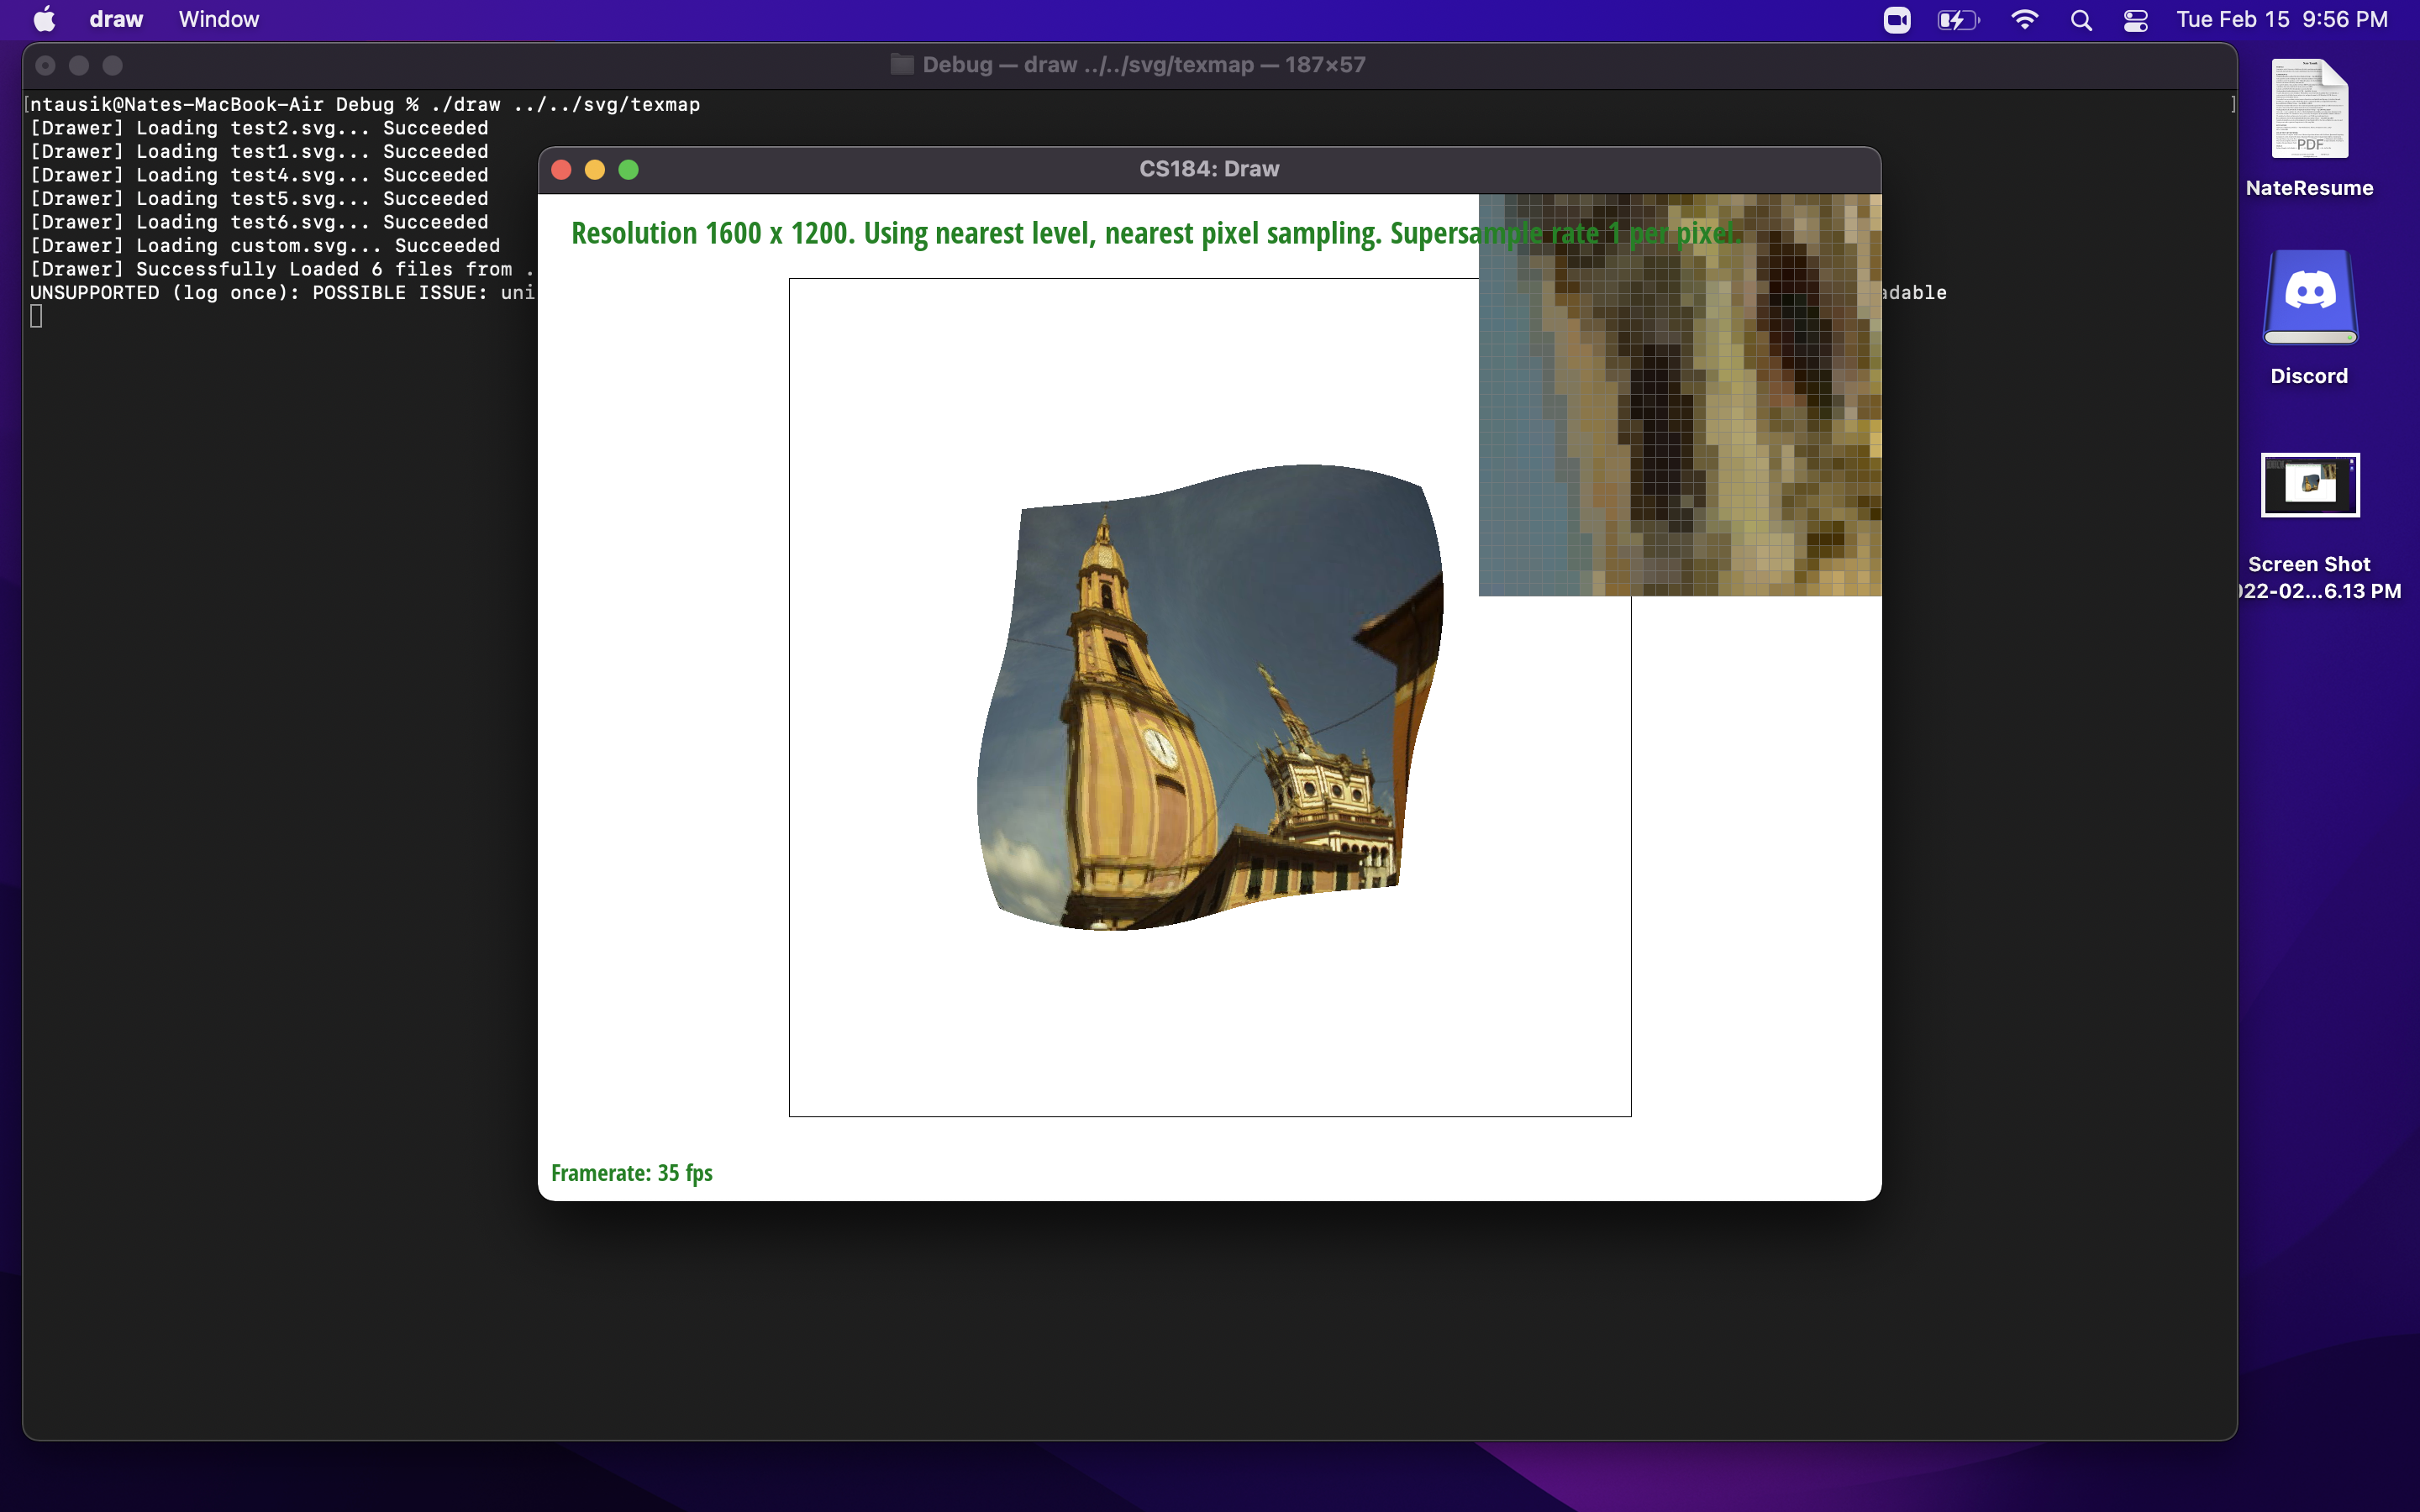 draw Window Tue Feb 15 9:56 PM
Debug — draw ../../svg/texmap — 187×57
[ntausik@Nates-MacBook-Air Debug % ./draw ../../svg/texmap ]
[Drawer] Loading test2.svg... Succeeded
[Drawer] Loading test1.svg... Succeeded
[Drawer] Loading test4.svg... Succeeded
[Drawer] Loading test5.svg... Succeeded
[Drawer] Loading test6.svg... Succeeded
[Drawer] Loading custom.svg... Succeeded
[Drawer] Successfully Loaded 6 files from .
UNSUPPORTED (log once): POSSIBLE ISSUE: uni
adable
CS184: Draw
Resolution 1600 x 1200. Using nearest level, nearest pixel sampling. Supersample rate 1 per pixel.
Framerate: 35 fps
PDF
NateResume
Discord
Screen Shot
22-02...6.13 PM